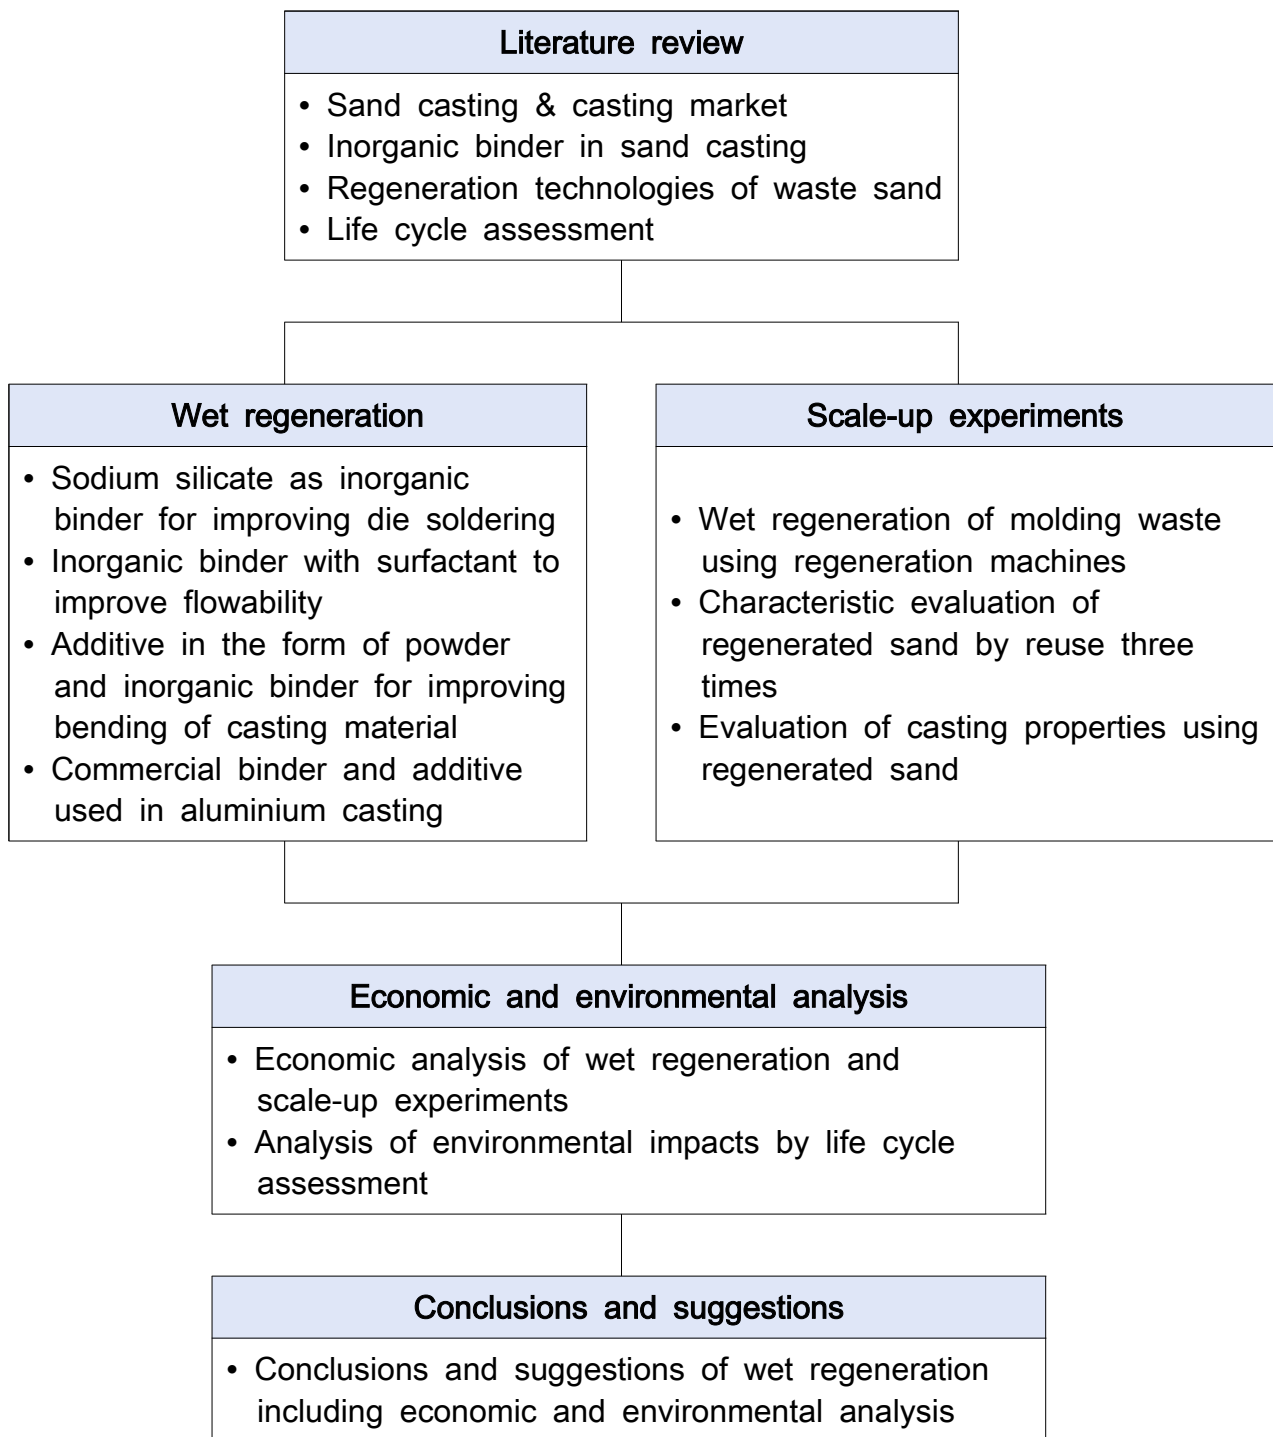 Literature review
• Sand casting & casting market
• Inorganic binder in sand casting
• Regeneration technologies of waste sand
• Life cycle assessment
Wet regeneration
• Sodium silicate as inorganic
binder for improving die soldering
• Inorganic binder with surfactant to
improve flowability
• Additive in the form of powder
and inorganic binder for improving
bending of casting material
• Commercial binder and additive
used in aluminium casting
Scale-up experiments
• Wet regeneration of molding waste
using regeneration machines
• Characteristic evaluation of
regenerated sand by reuse three
times
• Evaluation of casting properties using
regenerated sand
Economic and environmental analysis
• Economic analysis of wet regeneration and
scale-up experiments
• Analysis of environmental impacts by life cycle
assessment
Conclusions and suggestions
• Conclusions and suggestions of wet regeneration
including economic and environmental analysis